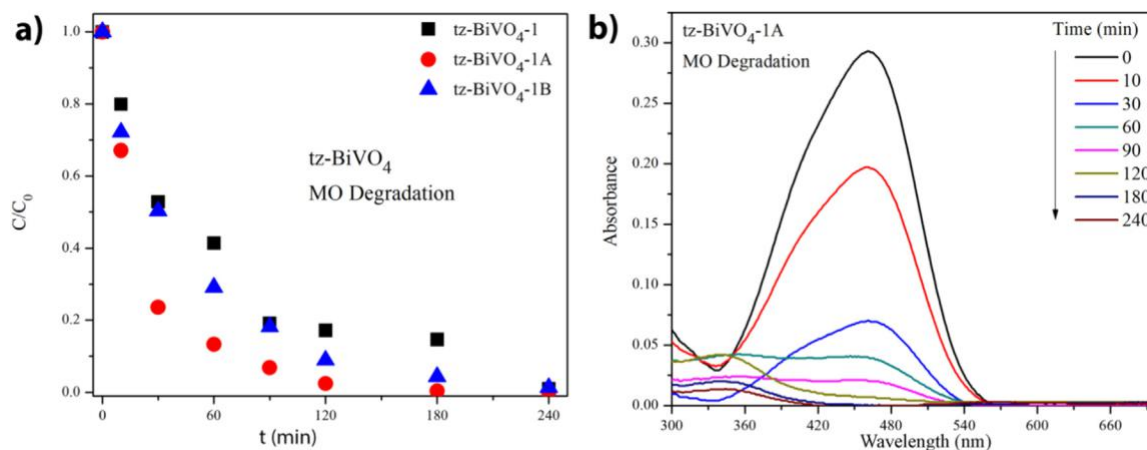 a)
1.0
0.8
0.6
0.4
0.2
0.0
C/C₀
0
60
120
180
240
t (min)
tz-BiVO₄-1
tz-BiVO₄-1A
tz-BiVO₄-1B
tz-BiVO₄
MO Degradation
b)
tz-BiVO₄-1A
MO Degradation
Time (min)
0
10
30
60
90
120
180
240
0.30
0.25
0.20
0.15
0.10
0.05
0.00
Absorbance
300
360
420
480
540
600
660
Wavelength (nm)